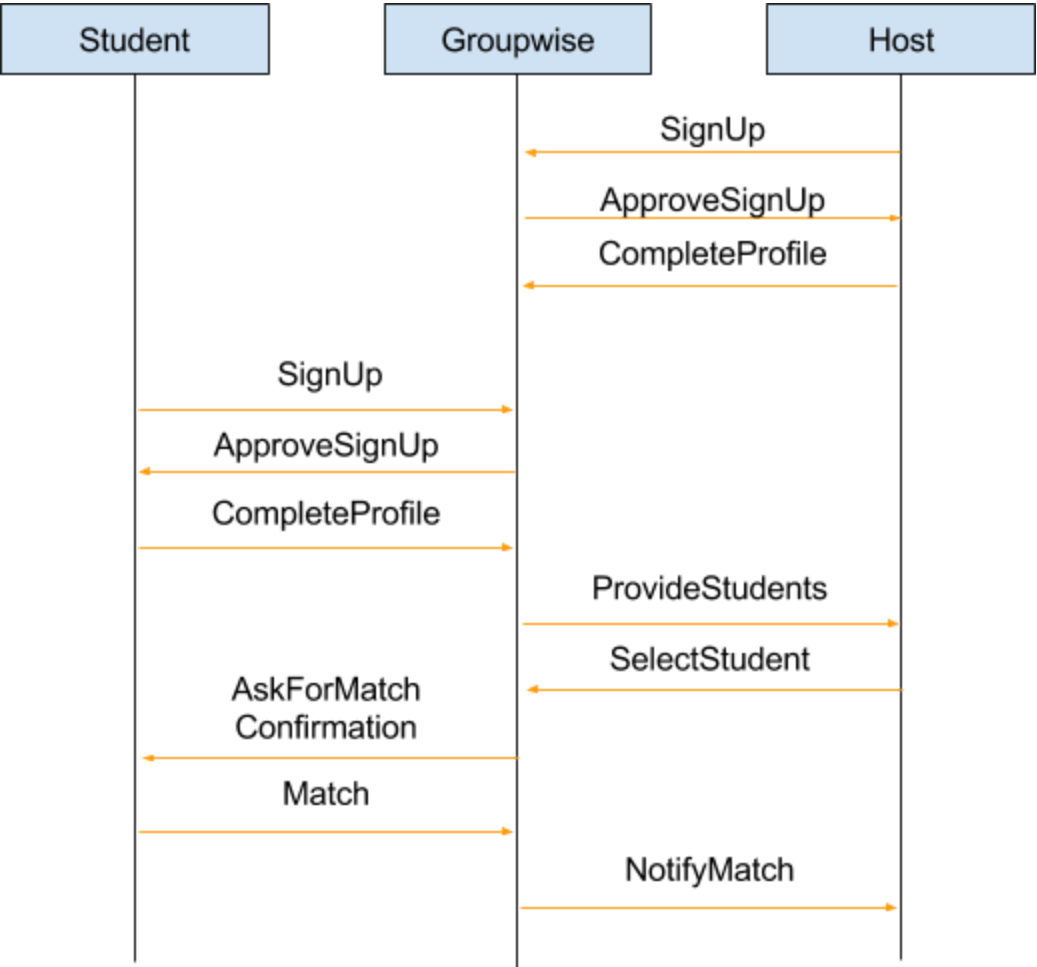 Student
Groupwise
Host
SignUp
ApproveSignUp
CompleteProfile
SignUp
ApproveSignUp
CompleteProfile
ProvideStudents
SelectStudent
AskForMatch
Confirmation
Match
NotifyMatch